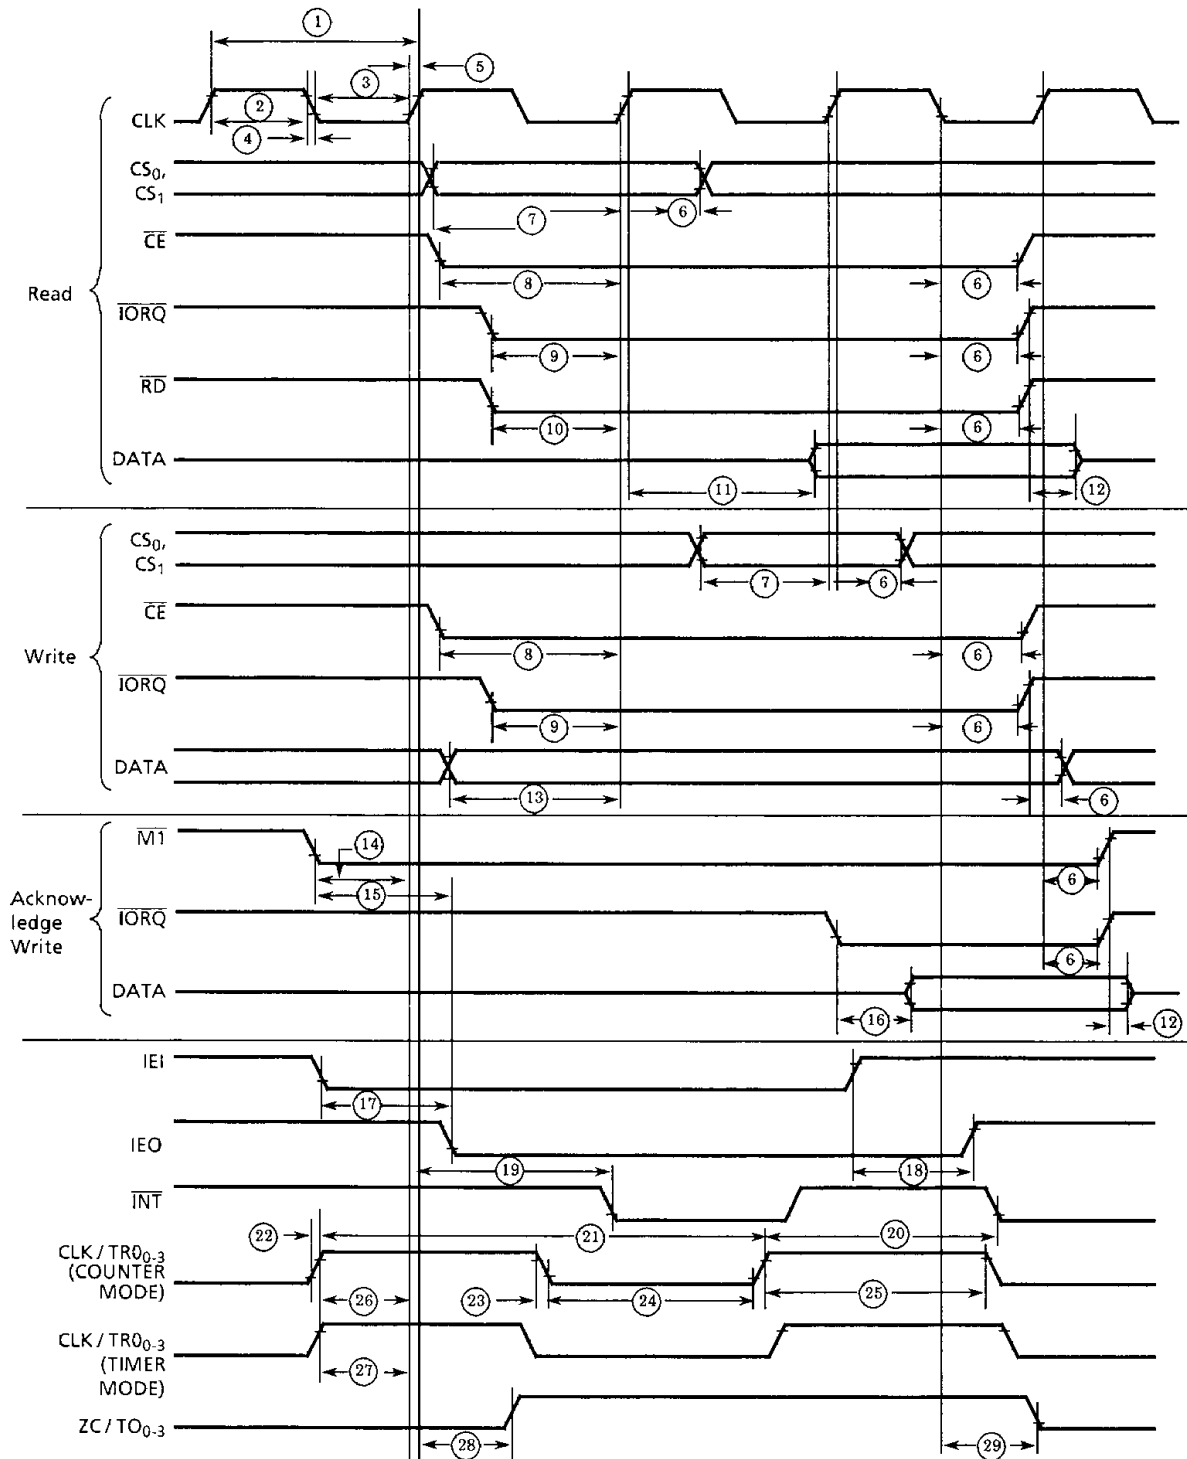 1
3
5
2
CLK
4
CS0,
CS1
7
6
CE
8
6
Read
IORQ
9
6
RD
10
6
DATA
11
12
CS0,
CS1
7
6
CE
8
6
Write
IORQ
9
6
DATA
13
6
M1
14
15
6
Acknow-
ledge
Write
IORQ
6
DATA
16
12
IEI
17
IEO
19
18
INT
22
21
20
CLK / TR00-3
(COUNTER
MODE)
26
23
24
25
CLK / TR00-3
(TIMER
MODE)
27
ZC / TO0-3
28
29